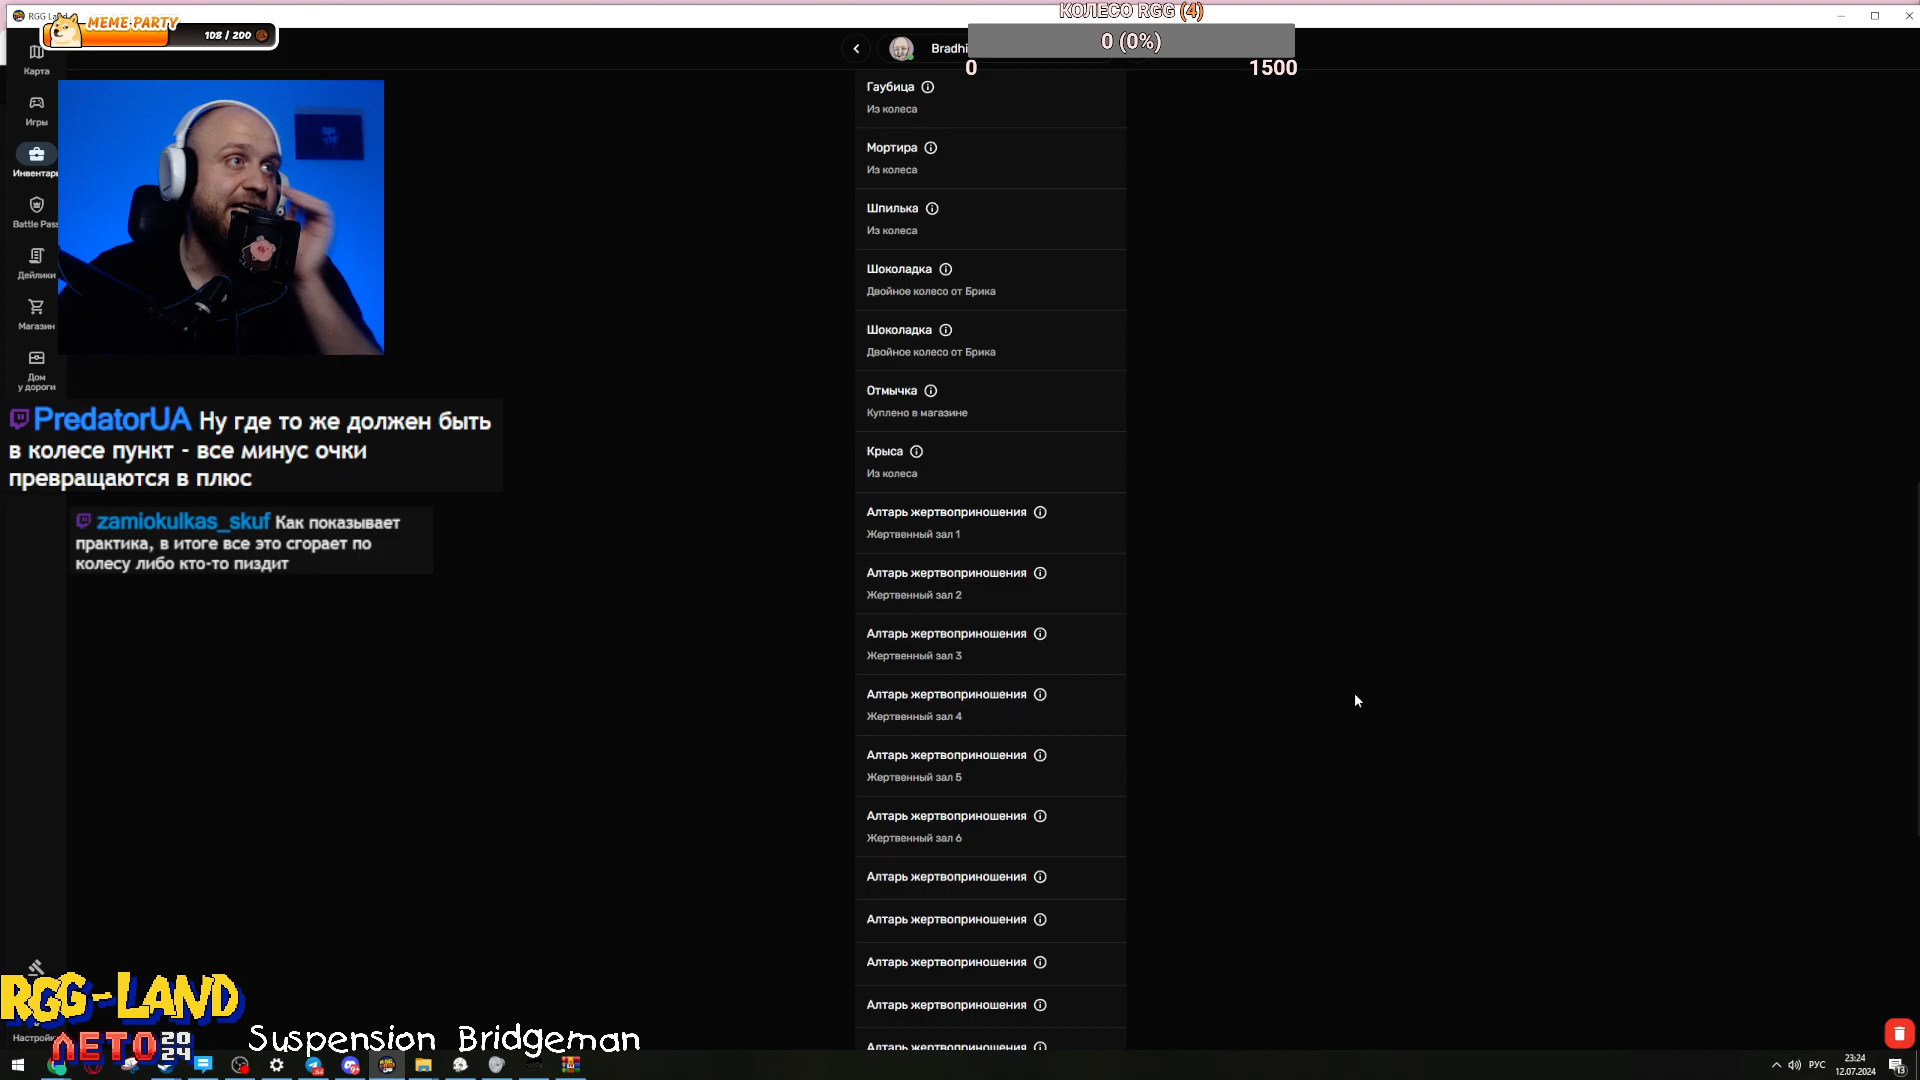 RGG Land
MEME PARTY
108 / 200
КОЛЕСО RGG (4)
0 (0%)
0
1500
Bradhi
Карта
Игры
Инвентарь
Battle Pass
Дейлики
Магазин
Дом
у дороги
Гаубица
Из колеса
Мортира
Из колеса
Шпилька
Из колеса
Шоколадка
Двойное колесо от Брика
Шоколадка
Двойное колесо от Брика
Отмычка
Куплено в магазине
Крыса
Из колеса
Алтарь жертвоприношения
Жертвенный зал 1
Алтарь жертвоприношения
Жертвенный зал 2
Алтарь жертвоприношения
Жертвенный зал 3
Алтарь жертвоприношения
Жертвенный зал 4
Алтарь жертвоприношения
Жертвенный зал 5
Алтарь жертвоприношения
Жертвенный зал 6
Алтарь жертвоприношения
Алтарь жертвоприношения
Алтарь жертвоприношения
Алтарь жертвоприношения
Алтарь жертвоприношения
PredatorUA Ну где то же должен быть
в колесе пункт - все минус очки
превращаются в плюс
zamiokulkas_skuf Как показывает
практика, в итоге все это сгорает по
колесу либо кто-то пиздит
RGG-LAND
ЛЕТО 2024
Настройки
Suspension Bridgeman
РУС
23:24
12.07.2024
13